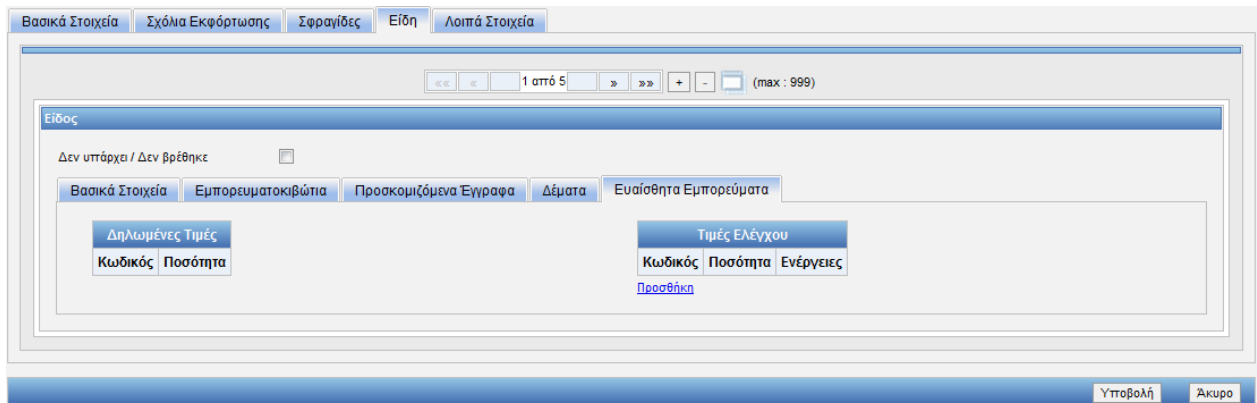 Βασικά Στοιχεία Σχόλια Εκφόρτωσης Σφραγίδες Είδη Λοιπά Στοιχεία
«« « 1 από 5 » »» + - (max : 999)
Είδος
Δεν υπάρχει / Δεν βρέθηκε
Βασικά Στοιχεία Εμπορευματοκιβώτια Προσκομιζόμενα Έγγραφα Δέματα Ευαίσθητα Εμπορεύματα
Δηλωμένες Τιμές Τιμές Ελέγχου
Κωδικός Ποσότητα Κωδικός Ποσότητα Ενέργειες
Προσθήκη
Υποβολή Άκυρο